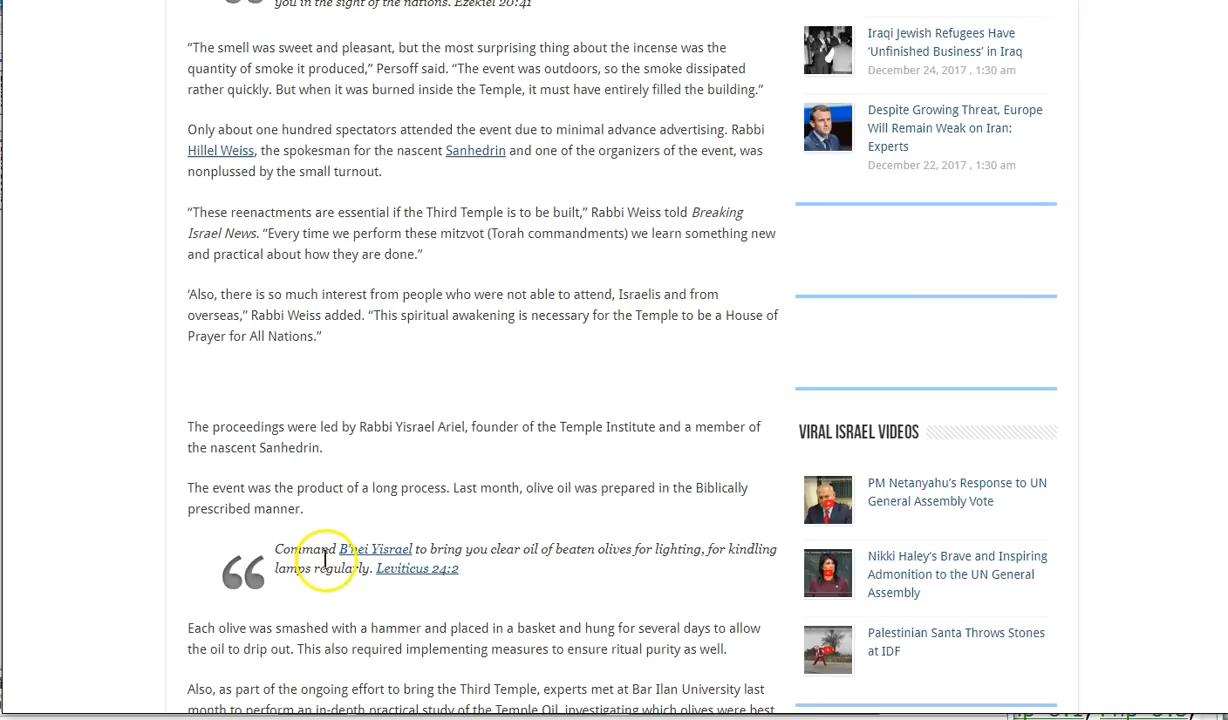 you in the sight of the nations. Ezekiel 20:41
“The smell was sweet and pleasant, but the most surprising thing about the incense was the
quantity of smoke it produced,” Persoff said. “The event was outdoors, so the smoke dissipated
rather quickly. But when it was burned inside the Temple, it must have entirely filled the building.”
Only about one hundred spectators attended the event due to minimal advance advertising. Rabbi
Hillel Weiss, the spokesman for the nascent Sanhedrin and one of the organizers of the event, was
nonplussed by the small turnout.
“These reenactments are essential if the Third Temple is to be built,” Rabbi Weiss told Breaking
Israel News. “Every time we perform these mitzvot (Torah commandments) we learn something new
and practical about how they are done.”
‘Also, there is so much interest from people who were not able to attend, Israelis and from
overseas,” Rabbi Weiss added. “This spiritual awakening is necessary for the Temple to be a House of
Prayer for All Nations.”
The proceedings were led by Rabbi Yisrael Ariel, founder of the Temple Institute and a member of
the nascent Sanhedrin.
The event was the product of a long process. Last month, olive oil was prepared in the Biblically
prescribed manner.
Command B’nei Yisrael to bring you clear oil of beaten olives for lighting, for kindling
lamps regularly. Leviticus 24:2
Each olive was smashed with a hammer and placed in a basket and hung for several days to allow
the oil to drip out. This also required implementing measures to ensure ritual purity as well.
Also, as part of the ongoing effort to bring the Third Temple, experts met at Bar Ilan University last
month to perform an in-depth practical study of the Temple Oil, investigating which olives were best
Iraqi Jewish Refugees Have
‘Unfinished Business’ in Iraq
December 24, 2017 , 1:30 am
Despite Growing Threat, Europe
Will Remain Weak on Iran:
Experts
December 22, 2017 , 1:30 am
VIRAL ISRAEL VIDEOS
PM Netanyahu’s Response to UN
General Assembly Vote
Nikki Haley’s Brave and Inspiring
Admonition to the UN General
Assembly
Palestinian Santa Throws Stones
at IDF